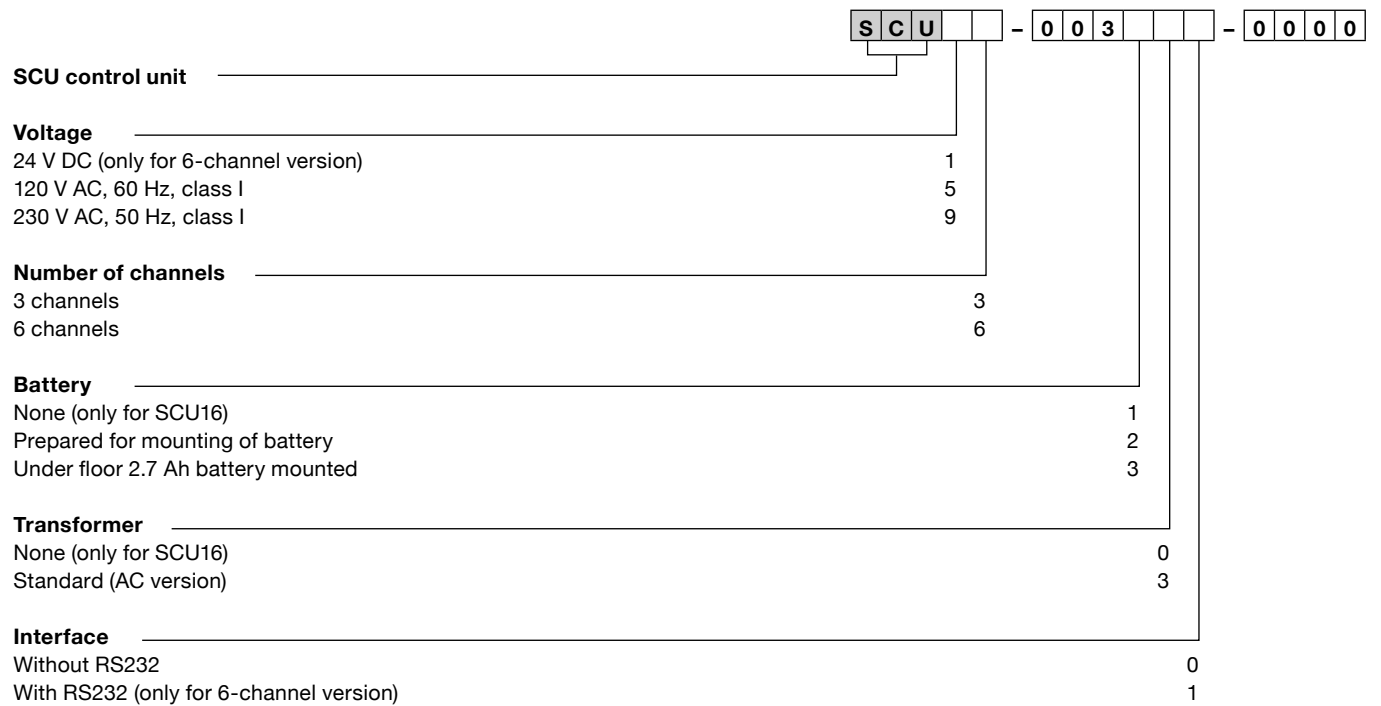 S C U - 0 0 3 - 0 0 0 0
SCU control unit
Voltage
24 V DC (only for 6-channel version) 1
120 V AC, 60 Hz, class I 5
230 V AC, 50 Hz, class I 9
Number of channels
3 channels 3
6 channels 6
Battery
None (only for SCU16) 1
Prepared for mounting of battery 2
Under floor 2.7 Ah battery mounted 3
Transformer
None (only for SCU16) 0
Standard (AC version) 3
Interface
Without RS232 0
With RS232 (only for 6-channel version) 1